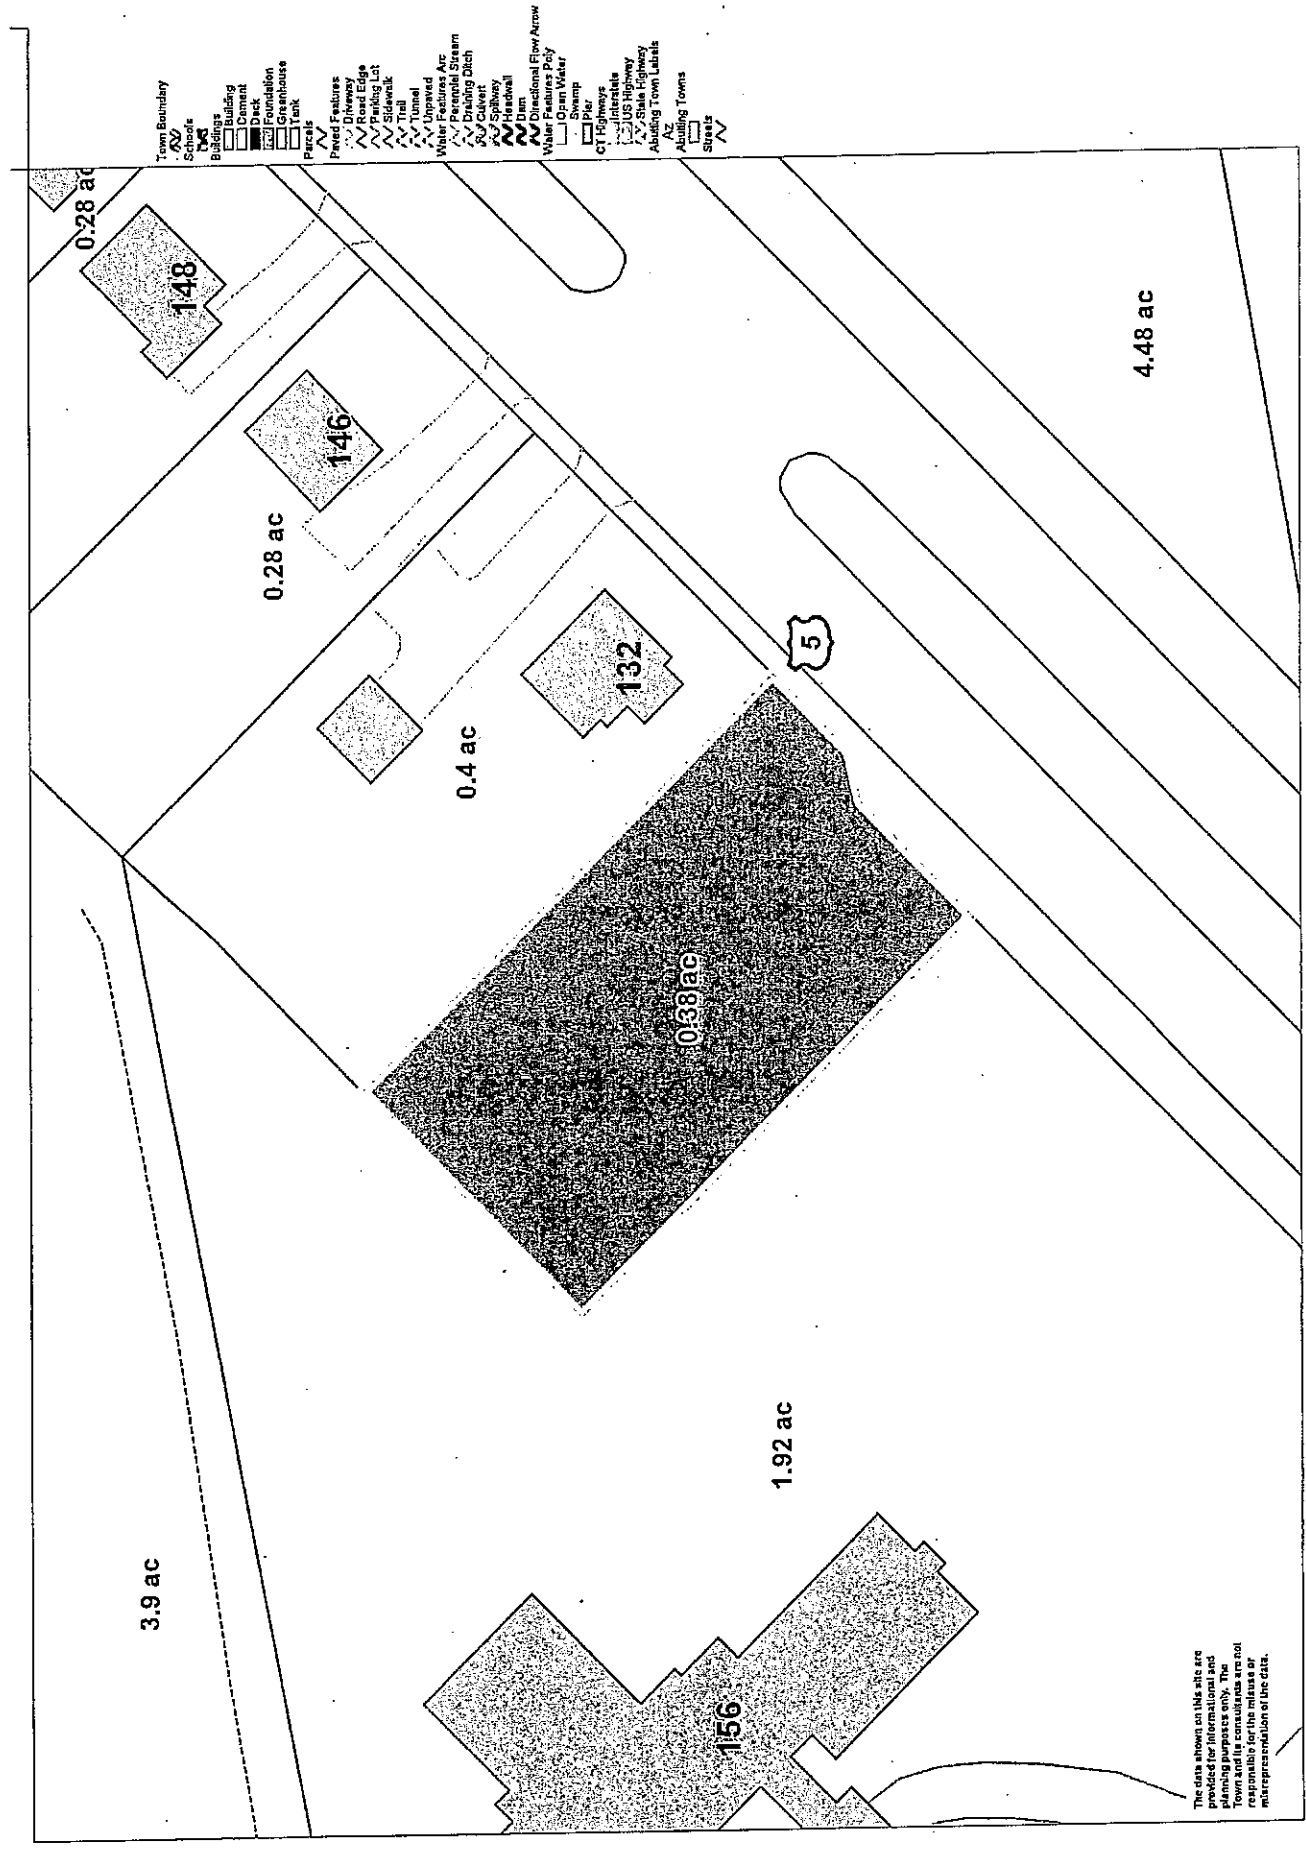 Town Boundary
Schools
Buildings
Building
Cement
Deck
Foundation
Greenhouse
Tank
Parcels
Paved Features
Driveway
Road Edge
Parking Lot
Sidewalk
Trail
Tunnel
Unpaved
Water Features Arc
Perennial Stream
Draining Ditch
Culvert
Spillway
Headwall
Dam
Directional Flow Arrow
Water Features Poly
Open Water
Swamp
Pier
CT Highways
Interstate
US Highway
State Highway
Abutting Town Labels
Az
Abutting Towns
Streets
0.28 ac
148
146
0.28 ac
132
0.4 ac
5
4.48 ac
0.38 ac
1.92 ac
3.9 ac
156
The data shown on this site are
provided for informational and
planning purposes only. The
Town and its consultants are not
responsible for the misuse or
misrepresentation of the data.